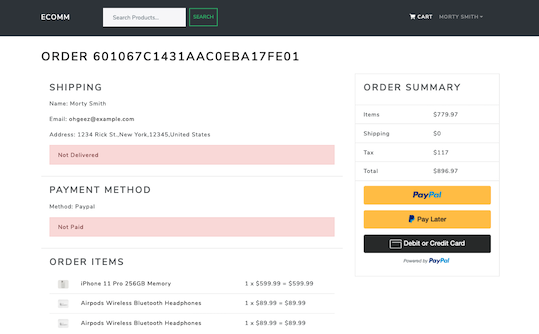 ECOMM Search Products... SEARCH CART MORTY SMITH
ORDER 601067C1431AAC0EBA17FE01
SHIPPING
Name: Morty Smith
Email: ohgeez@example.com
Address: 1234 Rick St.,New York,12345,United States
Not Delivered
PAYMENT METHOD
Method: Paypal
Not Paid
ORDER ITEMS
iPhone 11 Pro 256GB Memory 1 x $599.99 = $599.99
Airpods Wireless Bluetooth Headphones 1 x $89.99 = $89.99
Airpods Wireless Bluetooth Headphones 1 x $89.99 = $89.99
ORDER SUMMARY
Items $779.97
Shipping $0
Tax $117
Total $896.97
PayPal
Pay Later
Debit or Credit Card
Powered by PayPal